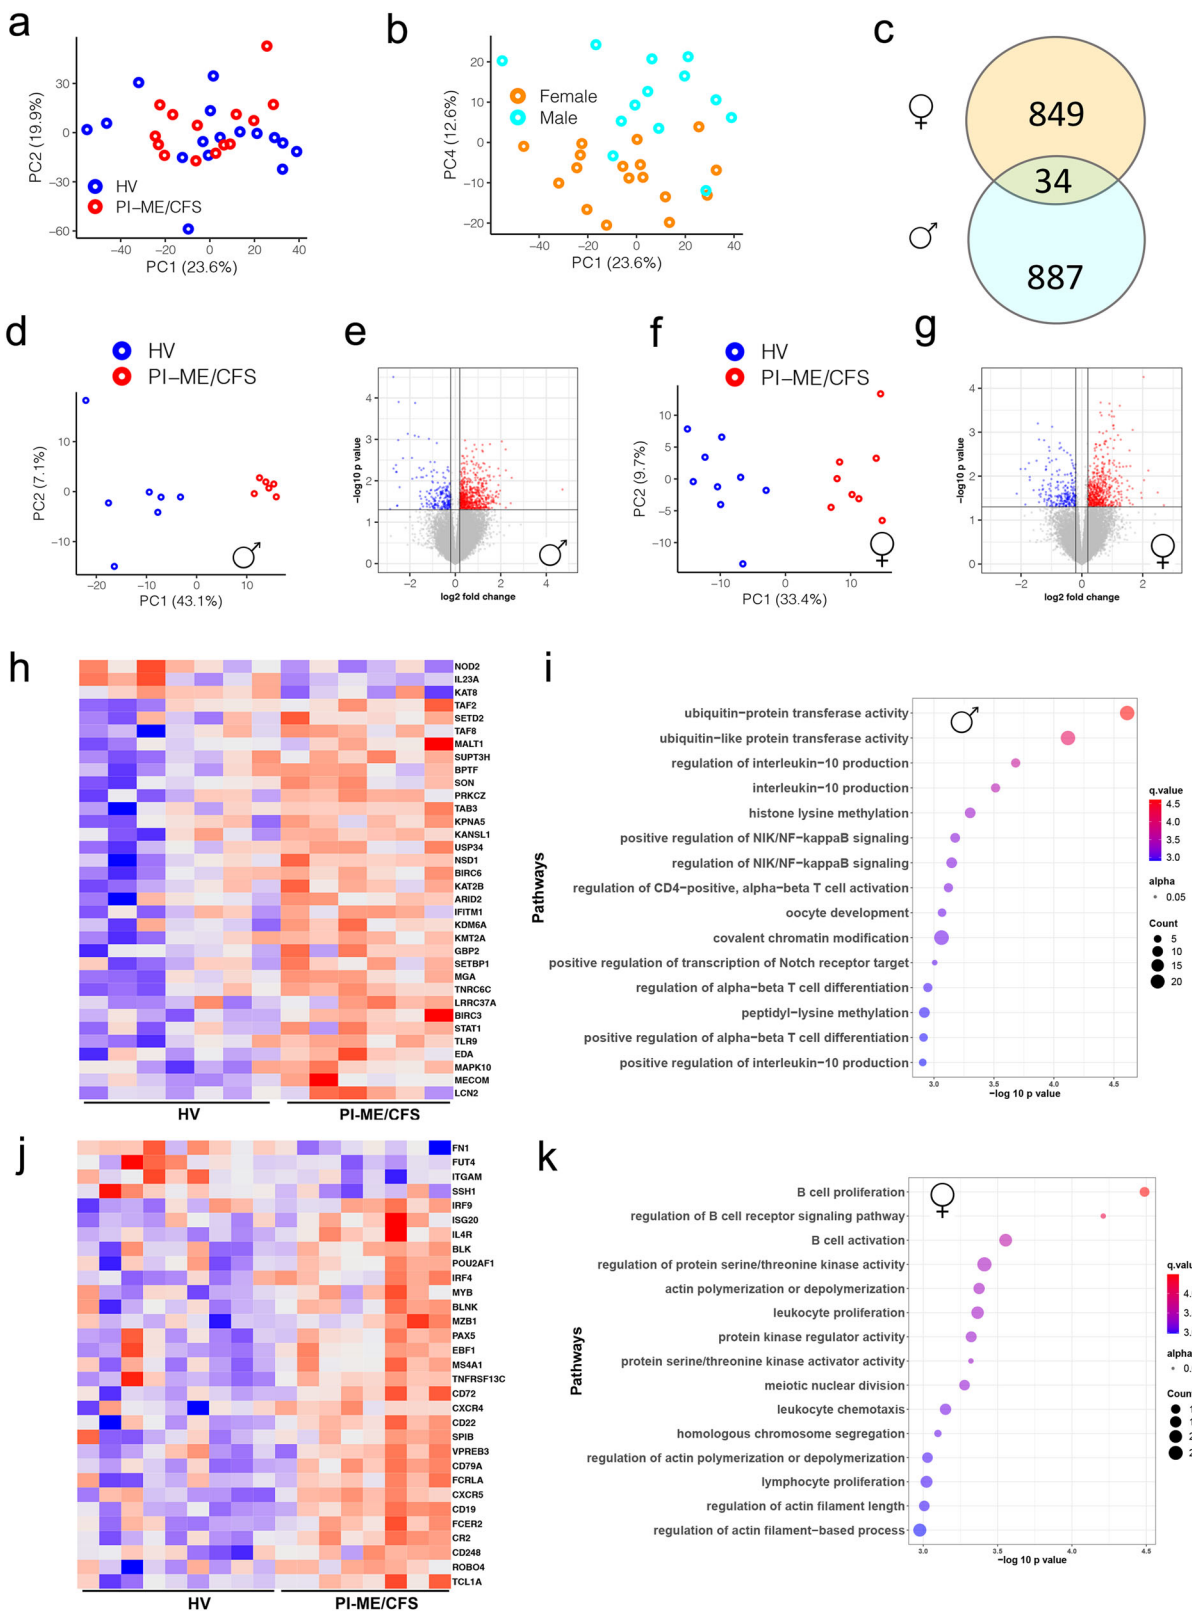 a
PC2 (19.9%)
30
0
−30
−60
HV
PI−ME/CFS
−40
−20
0
20
40
PC1 (23.6%)
b
PC4 (12.6%)
20
10
0
−10
−20
Female
Male
−40
−20
0
20
40
PC1 (23.6%)
c
♀
849
34
♂
887
d
HV
PI−ME/CFS
PC2 (7.1%)
10
0
−10
♂
−20
−10
0
10
PC1 (43.1%)
e
−log10 p value
4
3
2
1
0
♂
−2
0
2
4
log2 fold change
f
HV
PI−ME/CFS
PC2 (9.7%)
10
5
0
−5
−10
♀
−10
0
10
PC1 (33.4%)
g
−log10 p value
4
3
2
1
0
♀
−2
0
2
log2 fold change
h
NOD2
IL23A
KAT8
TAF2
SETD2
TAF8
MALT1
SUPT3H
BPTF
SON
PRKCZ
TAB3
KPNA5
KANSL1
USP34
NSD1
BIRC6
KAT2B
ARID2
IFITM1
KDM6A
KMT2A
GBP2
SETBP1
MGA
TNRC6C
LRRC37A
BIRC3
STAT1
TLR9
EDA
MAPK10
MECOM
LCN2
HV
PI-ME/CFS
i
Pathways
ubiquitin−protein transferase activity
ubiquitin−like protein transferase activity
regulation of interleukin−10 production
interleukin−10 production
histone lysine methylation
positive regulation of NIK/NF−kappaB signaling
regulation of NIK/NF−kappaB signaling
regulation of CD4−positive, alpha−beta T cell activation
oocyte development
covalent chromatin modification
positive regulation of transcription of Notch receptor target
regulation of alpha−beta T cell differentiation
peptidyl−lysine methylation
positive regulation of alpha−beta T cell differentiation
positive regulation of interleukin−10 production
♂
3.0
3.5
4.0
4.5
−log 10 p value
q.value
4.5
4.0
3.5
3.0
alpha
0.05
Count
5
10
15
20
j
FN1
FUT4
ITGAM
SSH1
IRF9
ISG20
IL4R
BLK
POU2AF1
IRF4
MYB
BLNK
MZB1
PAX5
EBF1
MS4A1
TNFRSF13C
CD72
CXCR4
CD22
SPIB
VPREB3
CD79A
FCRLA
CXCR5
CD19
FCER2
CR2
CD248
ROBO4
TCL1A
HV
PI-ME/CFS
k
Pathways
B cell proliferation
regulation of B cell receptor signaling pathway
B cell activation
regulation of protein serine/threonine kinase activity
actin polymerization or depolymerization
leukocyte proliferation
protein kinase regulator activity
protein serine/threonine kinase activator activity
meiotic nuclear division
leukocyte chemotaxis
homologous chromosome segregation
regulation of actin polymerization or depolymerization
lymphocyte proliferation
regulation of actin filament length
regulation of actin filament−based process
♀
3.0
3.5
4.0
4.5
−log 10 p value
alpha